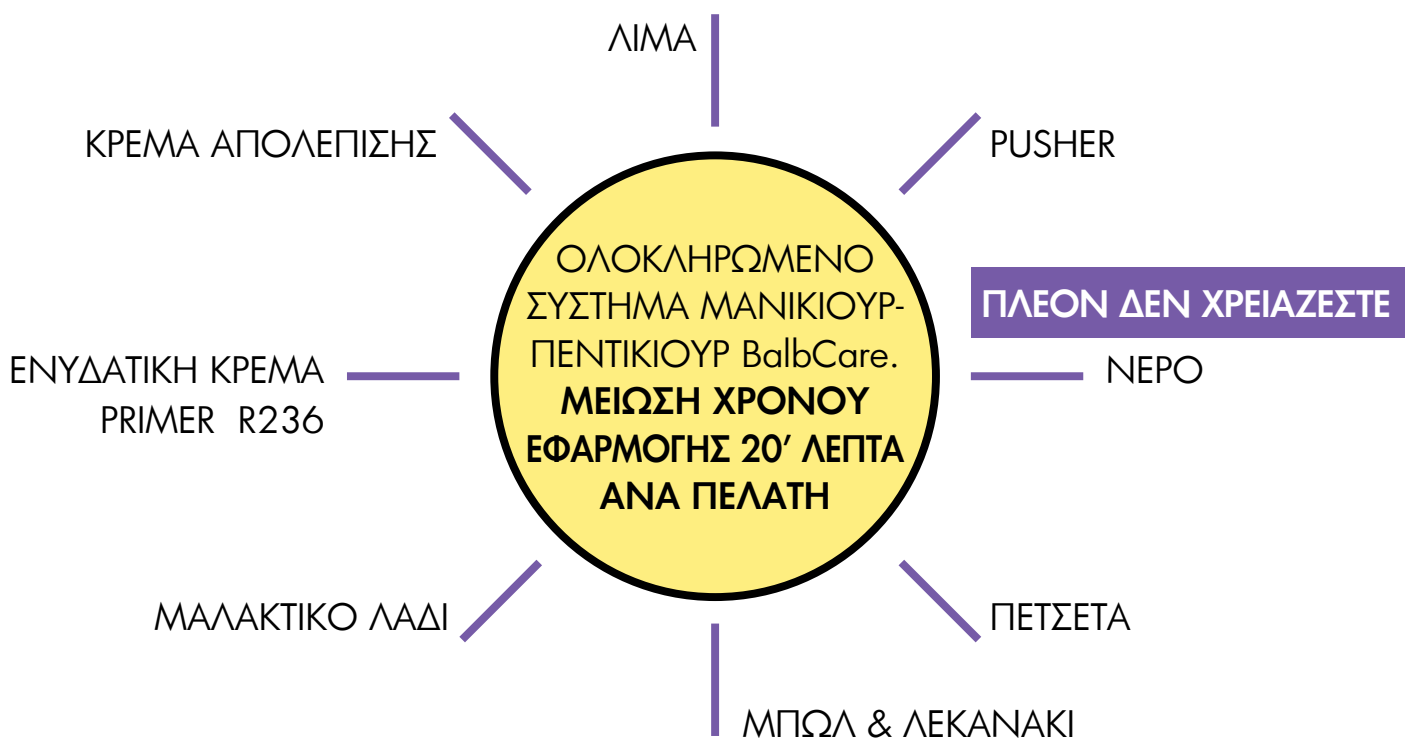 ΛΙΜΑ
ΚΡΕΜΑ ΑΠΟΛΕΠΙΣΗΣ
PUSHER
ΟΛΟΚΛΗΡΩΜΕΝΟ
ΣΥΣΤΗΜΑ ΜΑΝΙΚΙΟΥΡ-
ΠΕΝΤΙΚΙΟΥΡ BalbCare.
ΜΕΙΩΣΗ ΧΡΟΝΟΥ
ΕΦΑΡΜΟΓΗΣ 20’ ΛΕΠΤΑ
ΑΝΑ ΠΕΛΑΤΗ
ΠΛΕΟΝ ΔΕΝ ΧΡΕΙΑΖΕΣΤΕ
ΝΕΡΟ
ΕΝΥΔΑΤΙΚΗ ΚΡΕΜΑ
PRIMER R236
ΜΑΛΑΚΤΙΚΟ ΛΑΔΙ
ΠΕΤΣΕΤΑ
ΜΠΩΛ & ΛΕΚΑΝΑΚΙ